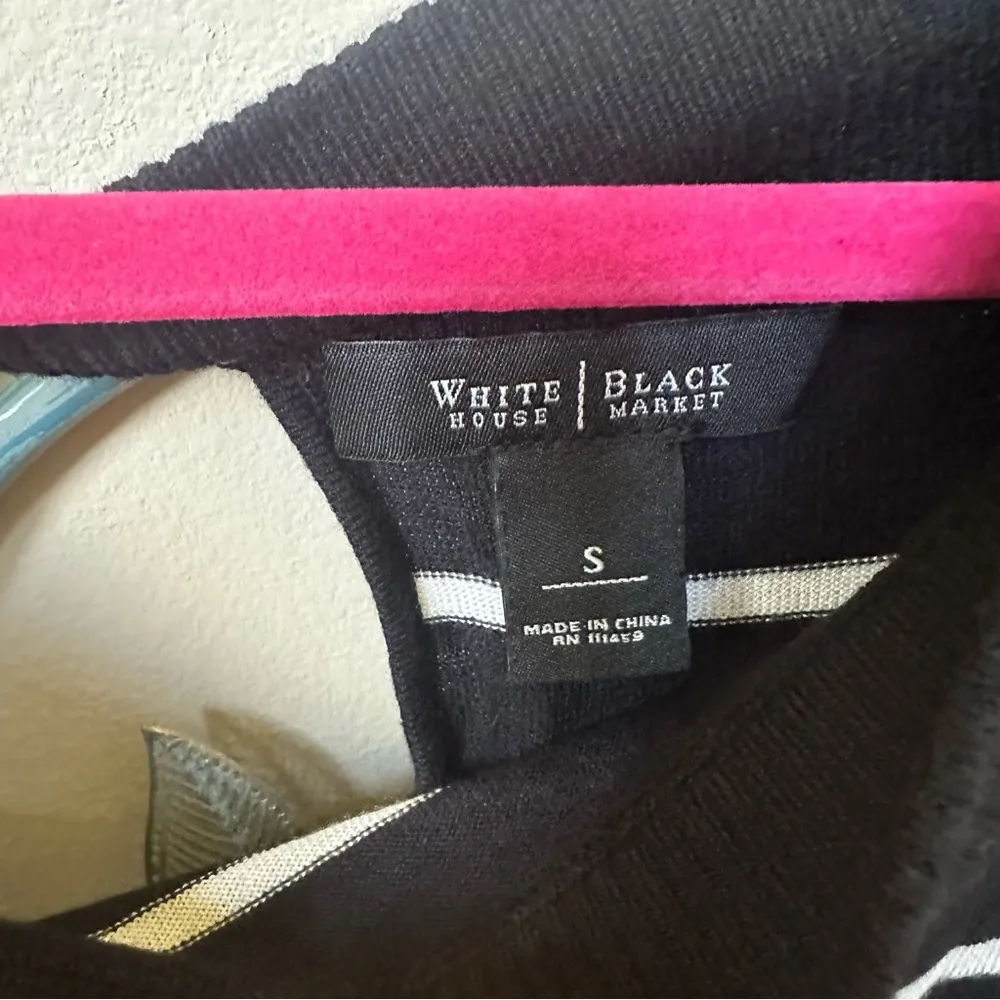 WHITE | BLACK
HOUSE | MARKET
S
MADE IN CHINA
RN 111459